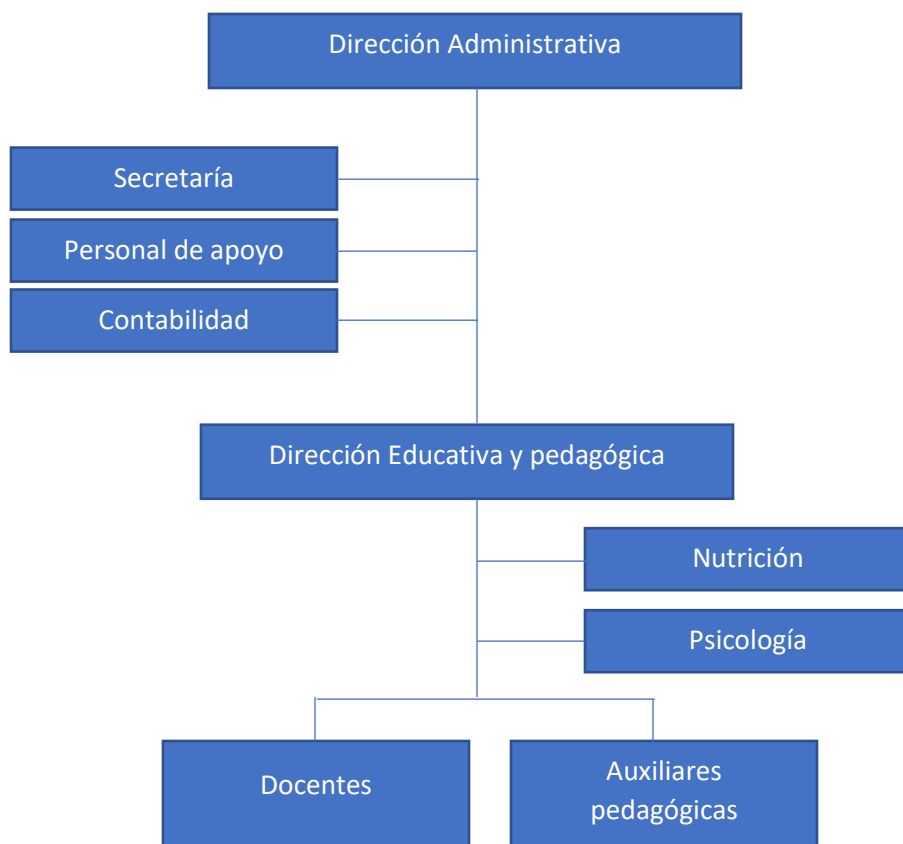 Dirección Administrativa
Secretaría
Personal de apoyo
Contabilidad
Dirección Educativa y pedagógica
Nutrición
Psicología
Docentes
Auxiliares
pedagógicas